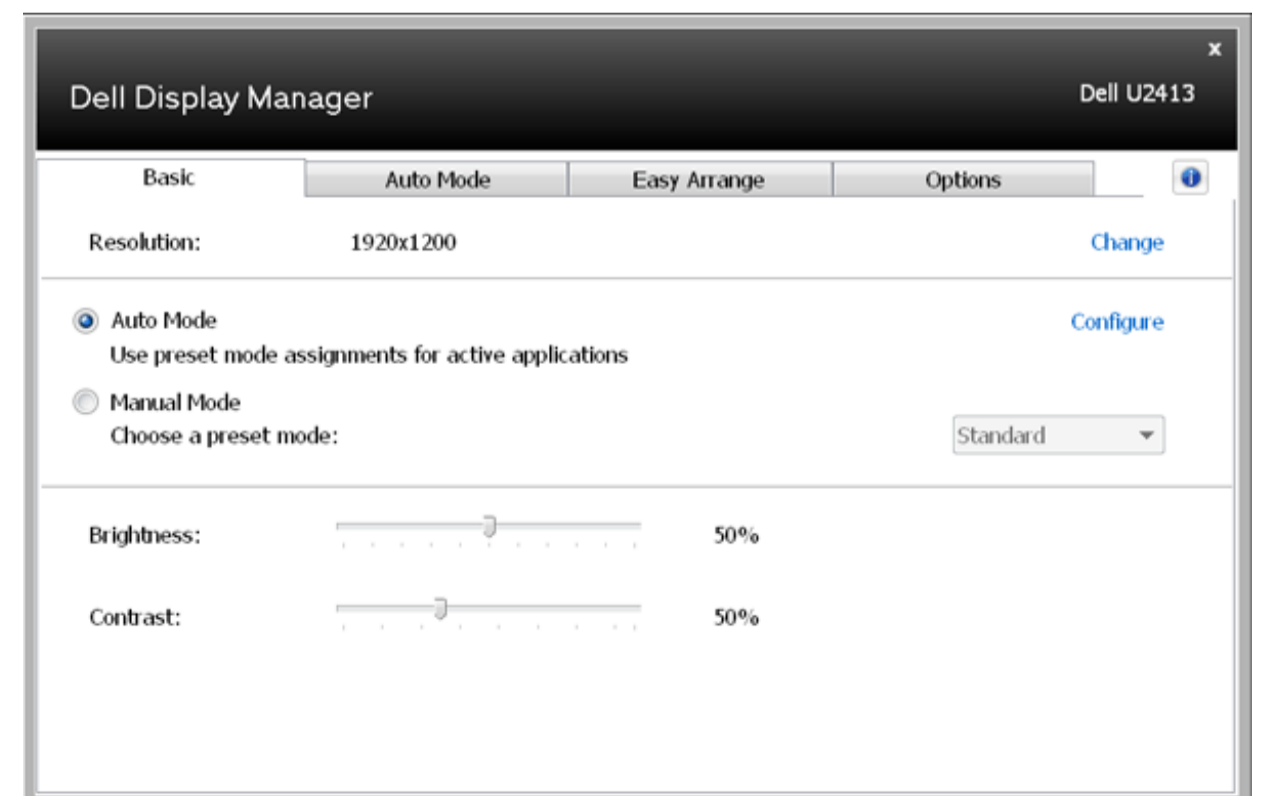 x
Dell Display Manager
Dell U2413
Basic
Auto Mode
Easy Arrange
Options
Resolution:
1920x1200
Change
Auto Mode
Configure
Use preset mode assignments for active applications
Manual Mode
Choose a preset mode:
Standard
Brightness:
50%
Contrast:
50%